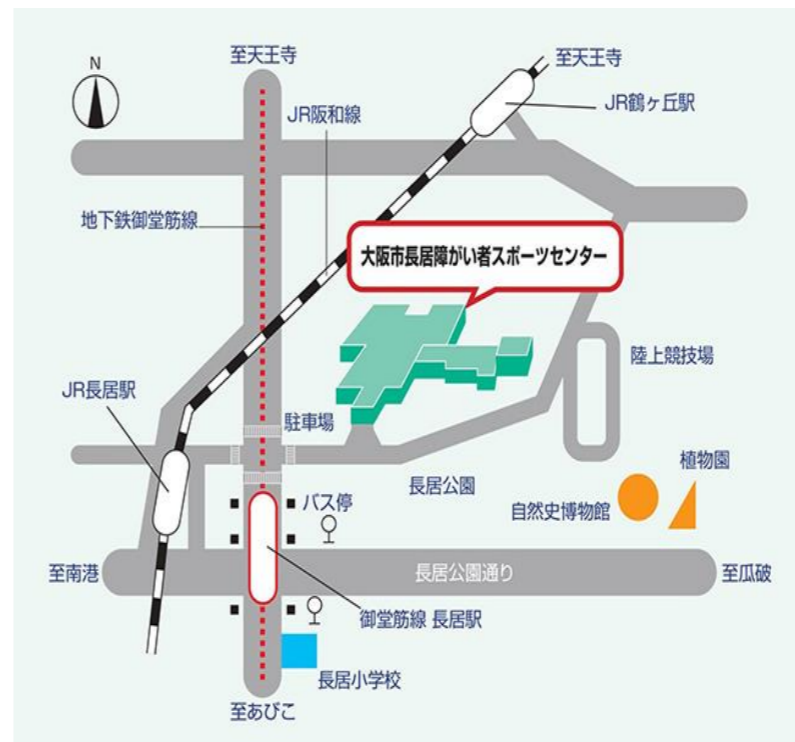 至天王寺
至天王寺
N
JR鶴ヶ丘駅
JR阪和線
地下鉄御堂筋線
大阪市長居障がい者スポーツセンター
陸上競技場
JR長居駅
駐車場
植物園
長居公園
自然史博物館
バス停
至南港
長居公園通り
至瓜破
御堂筋線 長居駅
長居小学校
至あびこ